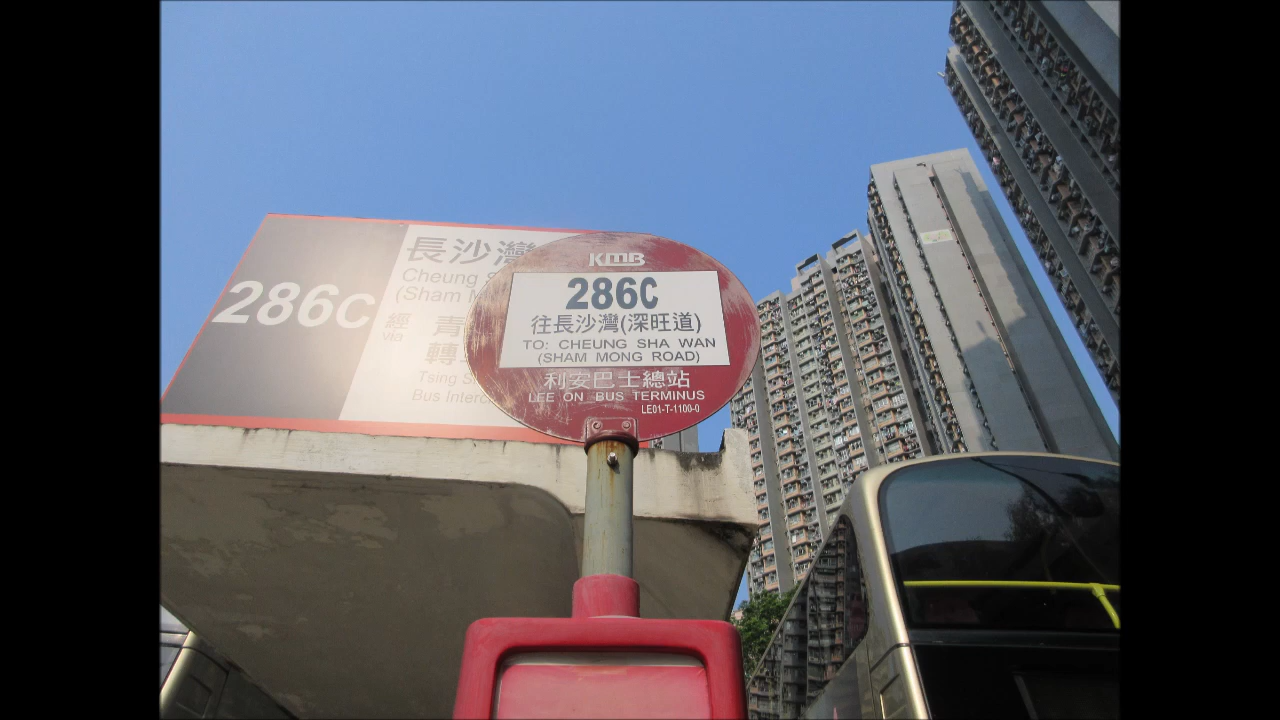 286C
長沙灣
Cheung
(Sham
經
via
青
轉
Tsing
Bus
KMB
286C
往長沙灣(深旺道)
TO: CHEUNG SHA WAN
(SHAM MONG ROAD)
利安巴士總站
LEE ON BUS TERMINUS
LE01-T-1100-0